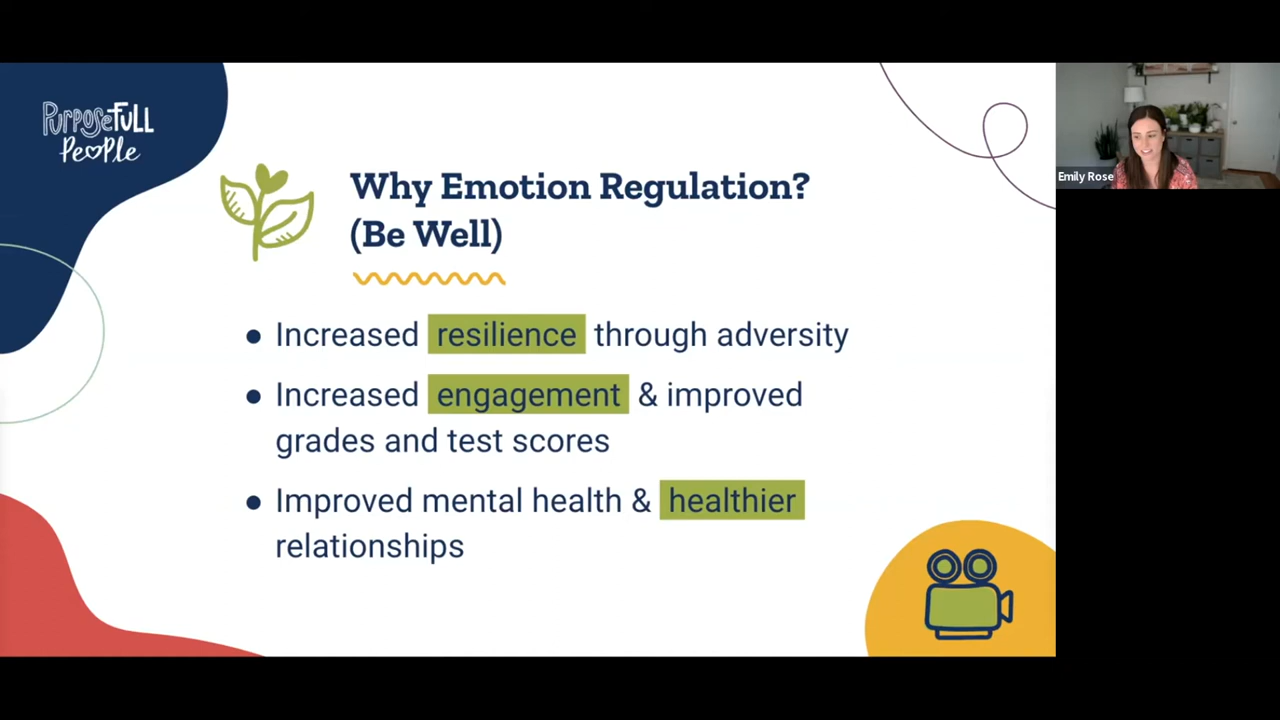 PurposeFULL
PeoPle
Emily Rose
Why Emotion Regulation?
(Be Well)
● Increased resilience through adversity
● Increased engagement & improved
grades and test scores
● Improved mental health & healthier
relationships